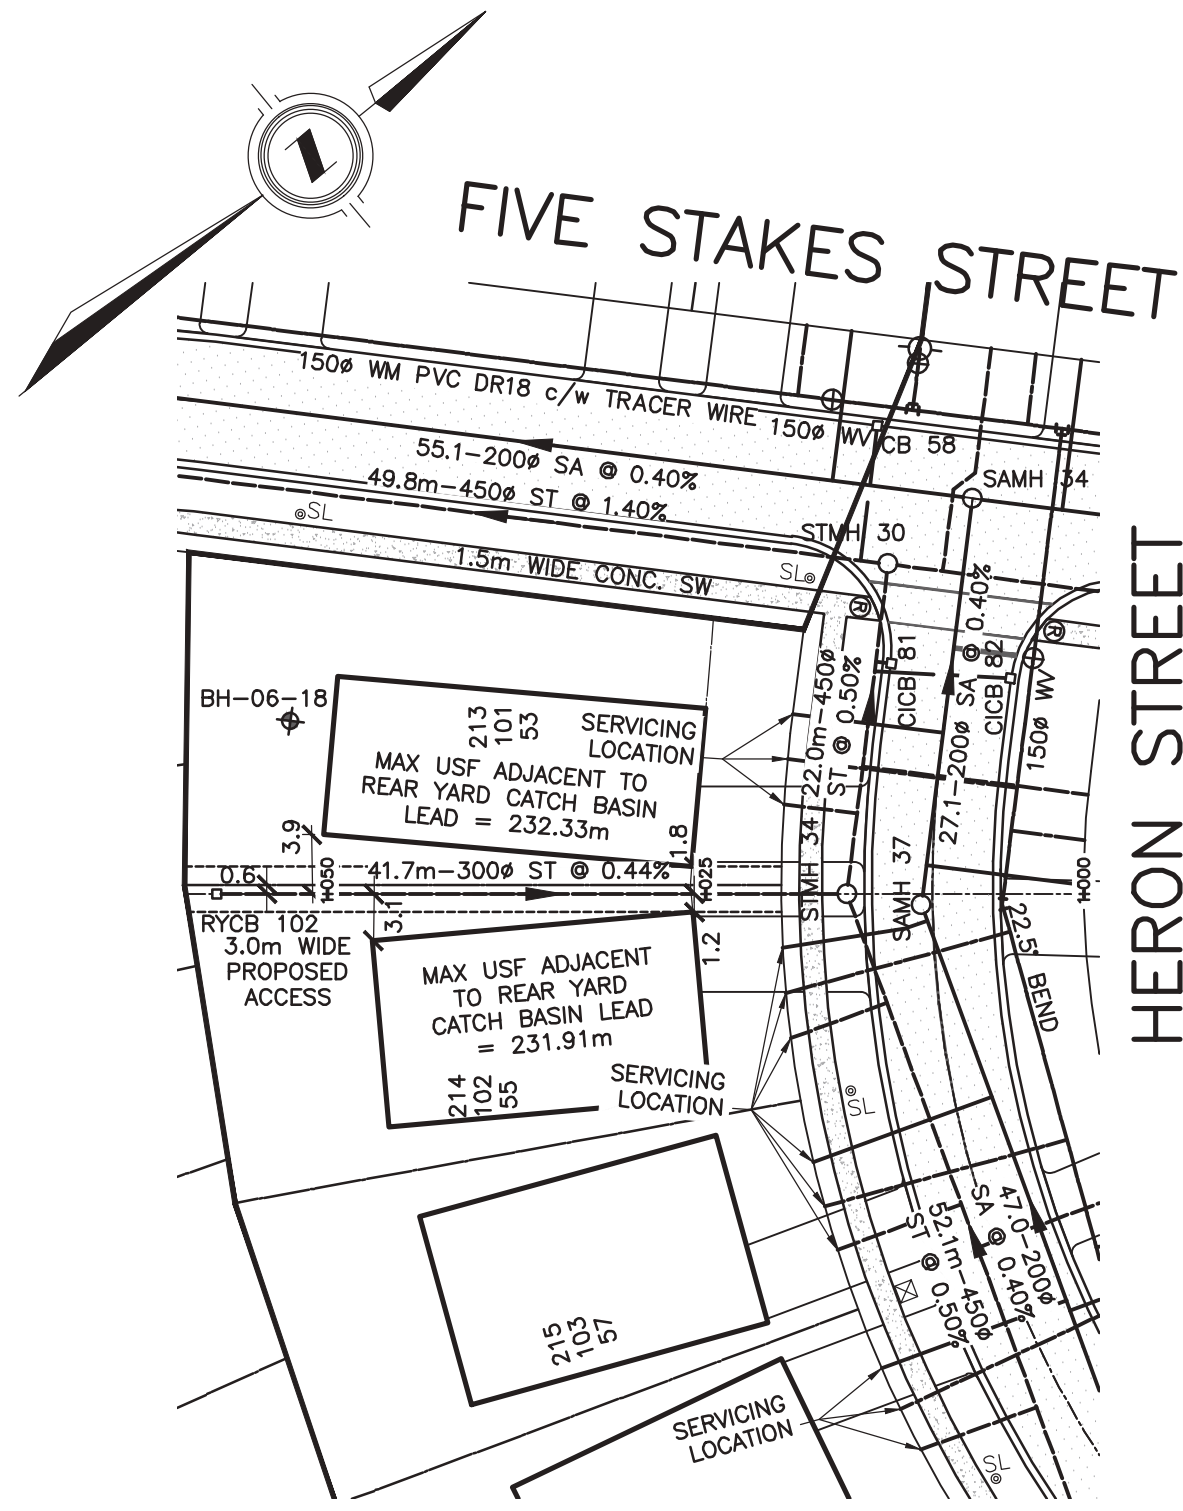 FIVE STAKES STREET
150ø WM PVC DR18 c/w TRACER WIRE
150ø WV
CB 58
55.1-200ø SA @ 0.40%
SAMH 34
49.8m-450ø ST @ 1.40%
SL
STMH 30
1.5m WIDE CONC. SW
SL
R
R
HERON STREET
CICB 81
CICB 82
150ø WV
22.0m-450ø
ST @ 0.50%
27.1-200ø SA @ 0.40%
BH-06-18
213
101
53
SERVICING
LOCATION
MAX USF ADJACENT TO
REAR YARD CATCH BASIN
LEAD = 232.33m
3.9
1.8
0.6
1+050
41.7m-300ø ST @ 0.44%
1+025
STMH 34
SAMH 37
1+000
RYCB 102
3.0m WIDE
PROPOSED
ACCESS
3.1
1.2
22.5° BEND
MAX USF ADJACENT
TO REAR YARD
CATCH BASIN LEAD
= 231.91m
214
102
55
SERVICING
LOCATION
SL
47.0-200ø
SA @ 0.40%
52.1m-450ø
ST @ 0.50%
215
103
57
SERVICING
LOCATION
SL